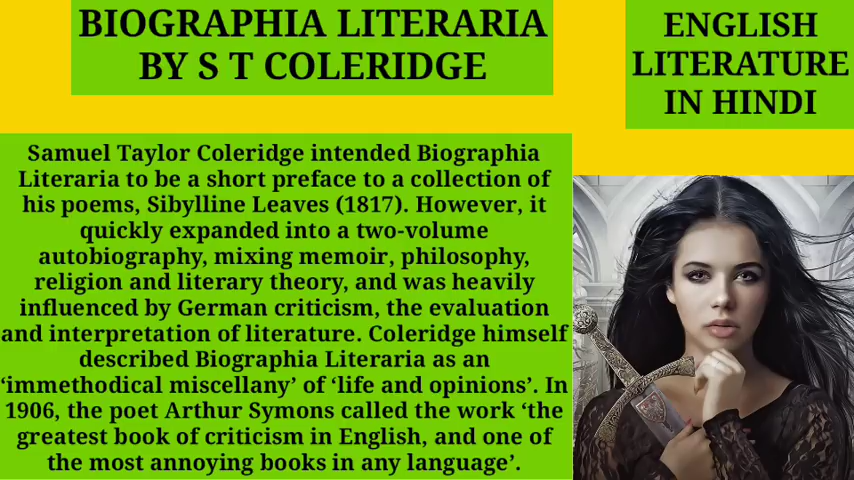 BIOGRAPHIA LITERARIA
BY S T COLERIDGE
ENGLISH
LITERATURE
IN HINDI
Samuel Taylor Coleridge intended Biographia
Literaria to be a short preface to a collection of
his poems, Sibylline Leaves (1817). However, it
quickly expanded into a two-volume
autobiography, mixing memoir, philosophy,
religion and literary theory, and was heavily
influenced by German criticism, the evaluation
and interpretation of literature. Coleridge himself
described Biographia Literaria as an
‘immethodical miscellany’ of ‘life and opinions’. In
1906, the poet Arthur Symons called the work ‘the
greatest book of criticism in English, and one of
the most annoying books in any language’.